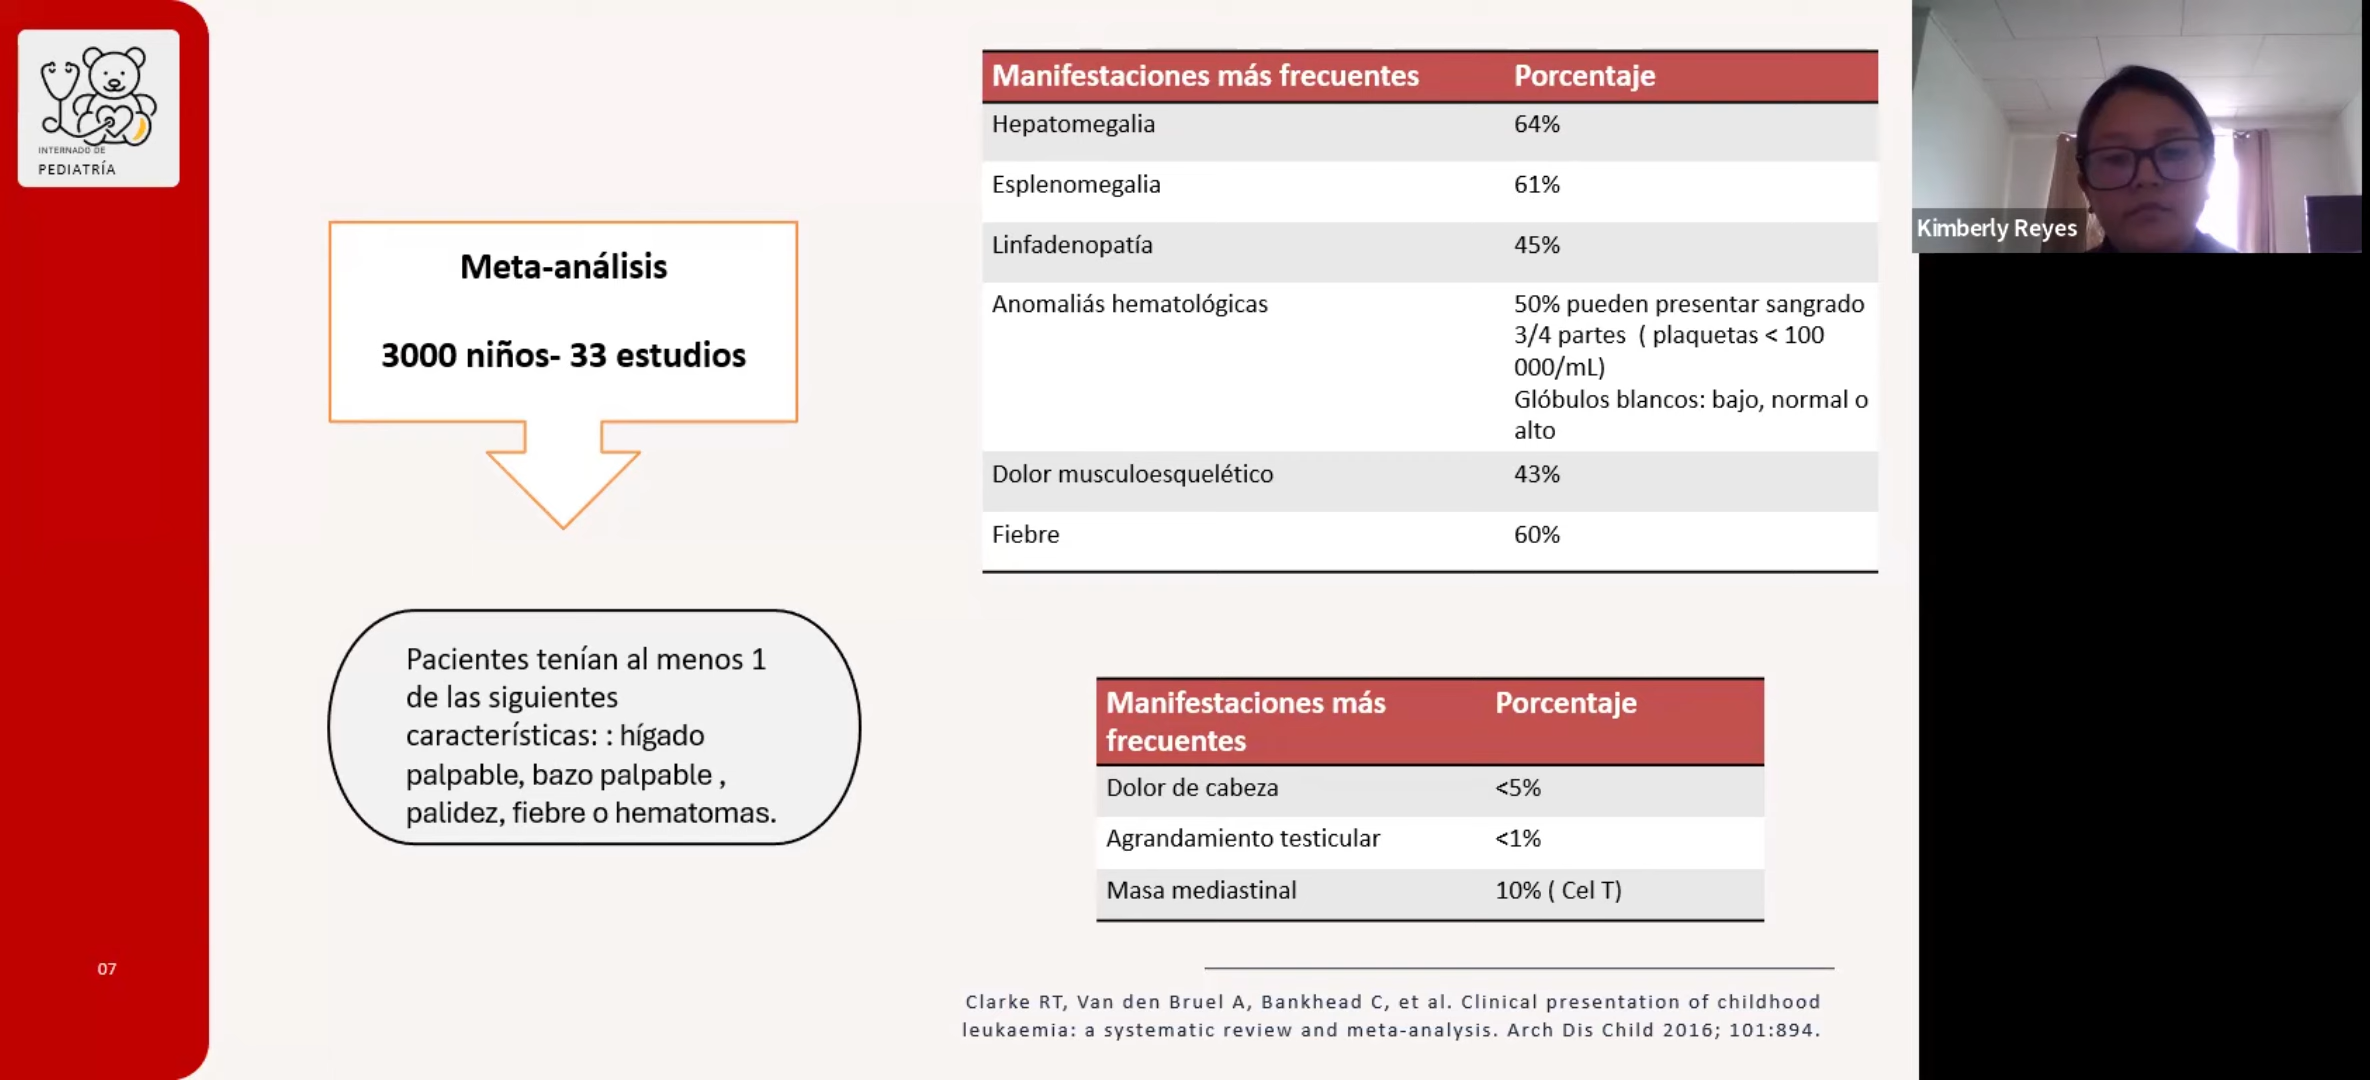 INTERNADO DE
PEDIATRÍA
Meta-análisis
3000 niños- 33 estudios
Pacientes tenían al menos 1
de las siguientes
características: : hígado
palpable, bazo palpable ,
palidez, fiebre o hematomas.
Manifestaciones más frecuentes Porcentaje
Hepatomegalia 64%
Esplenomegalia 61%
Linfadenopatía 45%
Anomaliás hematológicas 50% pueden presentar sangrado
3/4 partes ( plaquetas < 100
000/mL)
Glóbulos blancos: bajo, normal o
alto
Dolor musculoesquelético 43%
Fiebre 60%
Manifestaciones más
frecuentes Porcentaje
Dolor de cabeza <5%
Agrandamiento testicular <1%
Masa mediastinal 10% ( Cel T)
07
Clarke RT, Van den Bruel A, Bankhead C, et al. Clinical presentation of childhood
leukaemia: a systematic review and meta-analysis. Arch Dis Child 2016; 101:894.
Kimberly Reyes